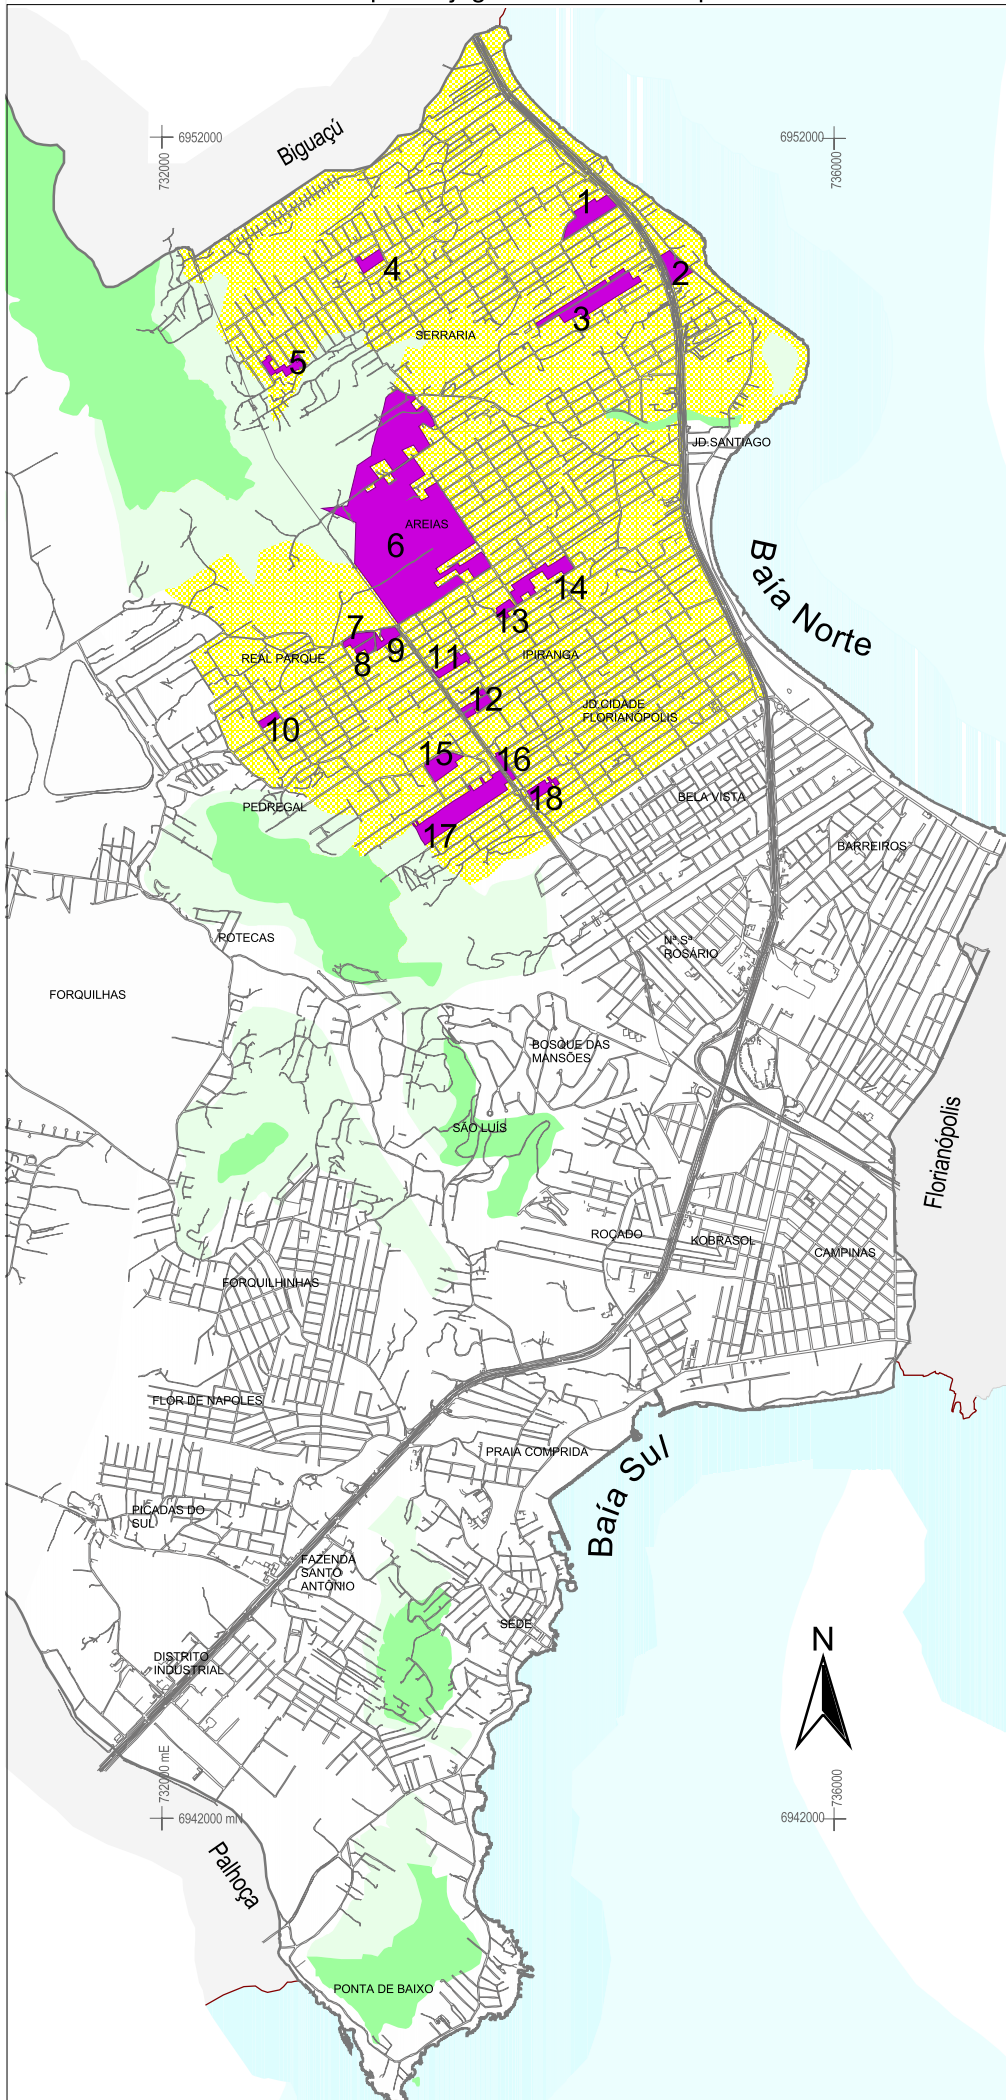 6952000
732000
Biguaçú
6952000
736000
1
2
3
4
5
SERRARIA
JD.SANTIAGO
AREIAS
6
Baía Norte
14
13
7
8
9
11
IPIRANGA
REAL PARQUE
10
12
JD.CIDADE
FLORIANÓPOLIS
15
16
17
18
PEDREGAL
BELA VISTA
BARREIROS
POTECAS
Nª Sª
ROSÁRIO
FORQUILHAS
BOSQUE DAS
MANSÕES
SÃO LUÍS
Florianópolis
ROÇADO
KOBRASOL
CAMPINAS
FORQUILHINHAS
FLOR DE NAPOLES
PRAIA COMPRIDA
Baía Sul
PICADAS DO
SUL
FAZENDA
SANTO
ANTÔNIO
SEDE
DISTRITO
INDUSTRIAL
N
732000 mE
6942000 mN
736000
6942000
Palhoça
PONTA DE BAIXO